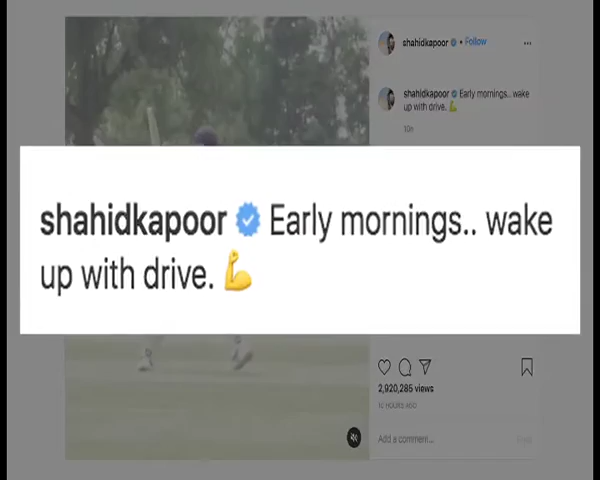 shahidkapoor • Follow
shahidkapoor Early mornings.. wake
up with drive. 💪
10h
shahidkapoor Early mornings.. wake
up with drive. 💪
2,920,285 views
10 HOURS AGO
Add a comment...